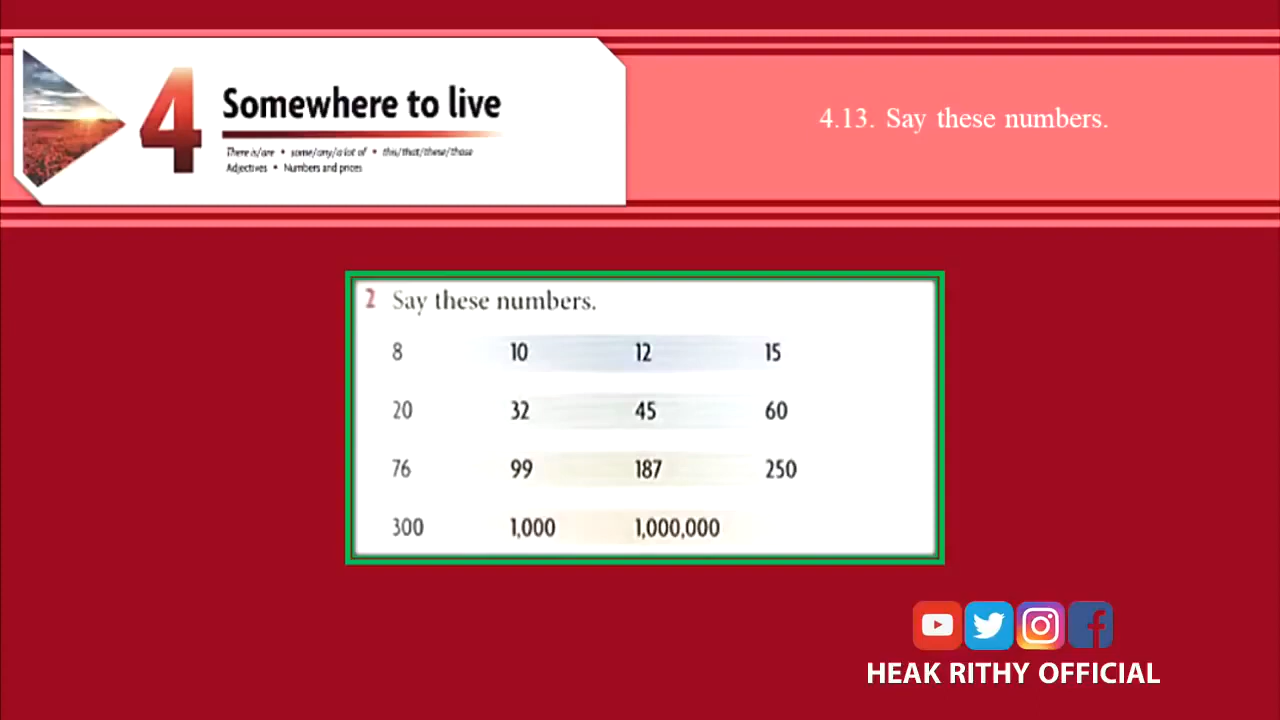 4
Somewhere to live
There is/are • some/any/a lot of • this/that/these/those
Adjectives • Numbers and prices
4.13. Say these numbers.
2 Say these numbers.
8 10 12 15
20 32 45 60
76 99 187 250
300 1,000 1,000,000
HEAK RITHY OFFICIAL